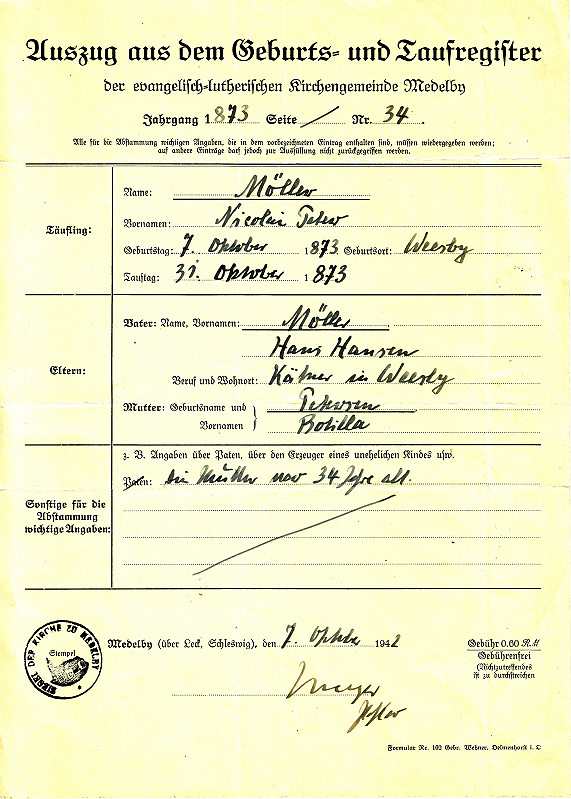 Auszug aus dem Geburts- und Taufregister
der evangelisch-lutherischen Kirchengemeinde Medelby
Jahrgang 1873 Seite / Nr. 34.
Alle für die Abstammung wichtigen Angaben, die in dem vorbezeichneten Eintrag enthalten sind, müssen wiedergegeben werden;
auf andere Einträge darf jedoch zur Ausfüllung nicht zurückgegriffen werden.
Täufling:
Name: Möller
Vornamen: Nicolai Peter
Geburtstag: 7. Oktober 1873. Geburtsort: Weesby
Tauftag: 31. Oktober 1873
Eltern:
Vater: Name, Vornamen: Möller
Hans Hansen
Beruf und Wohnort: Kätner in Weesby
Mutter: Geburtsname und Petersen
Vornamen Botilla
Sonstige für die
Abstammung
wichtige Angaben:
z. B. Angaben über Paten, über den Erzeuger eines unehelichen Kindes usw.
Paten: Die Mutter war 34 Jahre alt.
SIEGEL DER KIRCHE ZU MEDELBY
Stempel
Medelby (über Leck, Schleswig), den 7. Oktober 1942
Gebühr 0.60 RM
Gebührenfrei
(Nichtzutreffendes
ist zu durchstreichen
Meyer
Pastor
Formular Nr. 102 Gebr. Wehner, Delmenhorst i. O